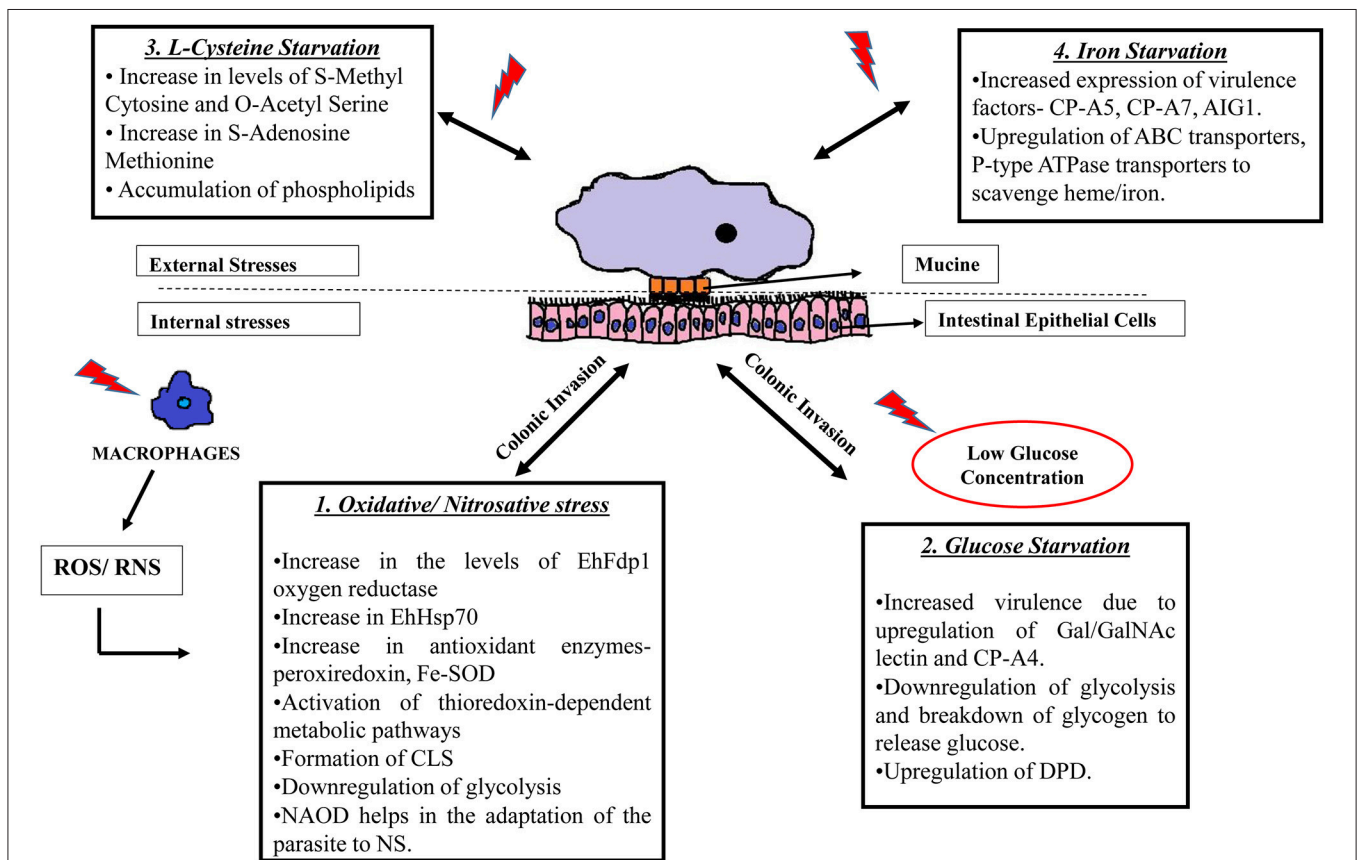 3. L-Cysteine Starvation
• Increase in levels of S-Methyl
Cytosine and O-Acetyl Serine
• Increase in S-Adenosine
Methionine
• Accumulation of phospholipids
4. Iron Starvation
•Increased expression of virulence
factors- CP-A5, CP-A7, AIG1.
•Upregulation of ABC transporters,
P-type ATPase transporters to
scavenge heme/iron.
External Stresses
Mucine
Internal stresses
Intestinal Epithelial Cells
MACROPHAGES
Colonic Invasion
Colonic Invasion
Low Glucose
Concentration
ROS/ RNS
1. Oxidative/ Nitrosative stress
•Increase in the levels of EhFdp1
oxygen reductase
•Increase in EhHsp70
•Increase in antioxidant enzymes-
peroxiredoxin, Fe-SOD
•Activation of thioredoxin-dependent
metabolic pathways
•Formation of CLS
•Downregulation of glycolysis
•NAOD helps in the adaptation of the
parasite to NS.
2. Glucose Starvation
•Increased virulence due to
upregulation of Gal/GalNAc
lectin and CP-A4.
•Downregulation of glycolysis
and breakdown of glycogen to
release glucose.
•Upregulation of DPD.